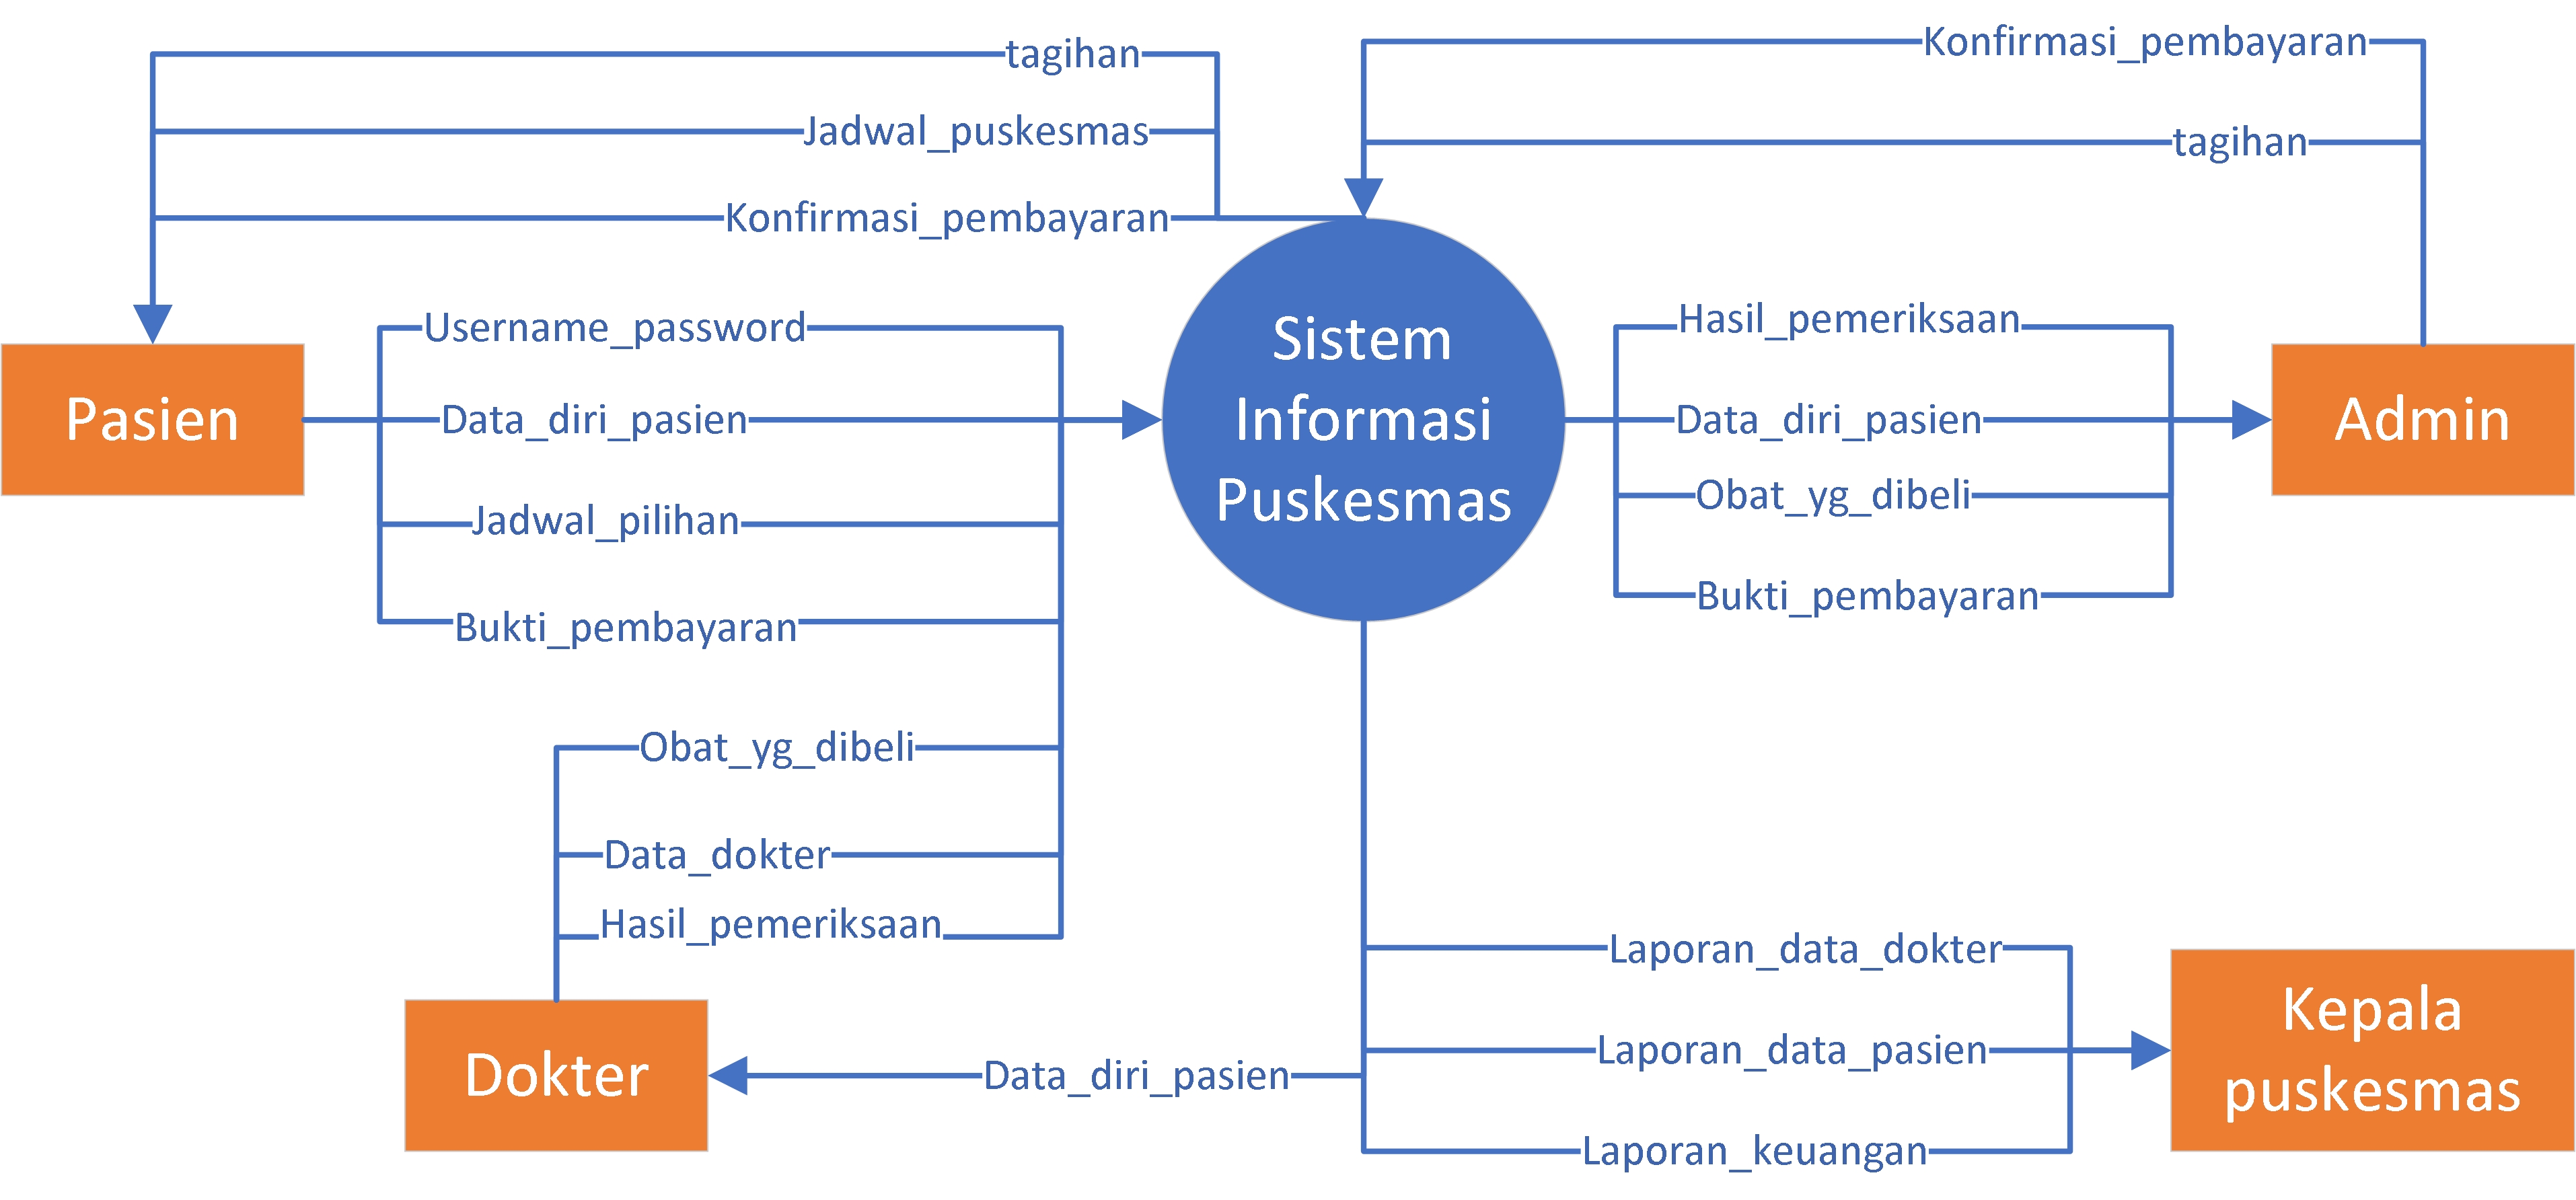 Konfirmasi_pembayaran
tagihan
Jadwal_puskesmas
tagihan
Konfirmasi_pembayaran
Username_password
Data_diri_pasien
Jadwal_pilihan
Bukti_pembayaran
Pasien
Sistem
Informasi
Puskesmas
Hasil_pemeriksaan
Data_diri_pasien
Obat_yg_dibeli
Bukti_pembayaran
Admin
Obat_yg_dibeli
Data_dokter
Hasil_pemeriksaan
Dokter
Data_diri_pasien
Laporan_data_dokter
Laporan_data_pasien
Laporan_keuangan
Kepala
puskesmas